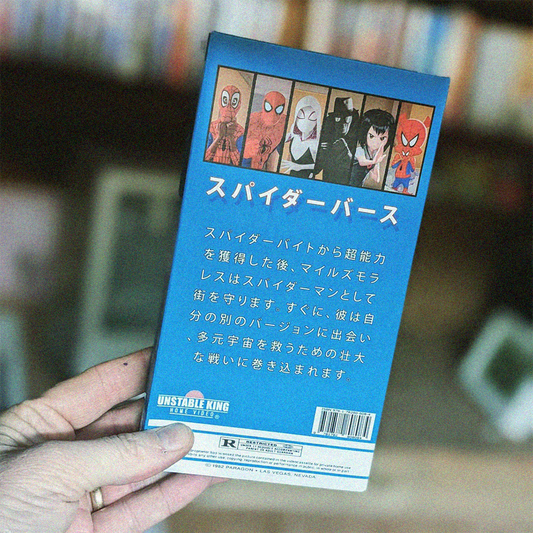 スパイダーバース
スパイダーバイトから超能力
を獲得した後、マイルズモラ
レスはスパイダーマンとして
街を守ります すぐに、彼は自
分の別のバージョンに出会い
、多元宇宙を救うための壮大
な戦いに巻き込まれます
UNSTABLE KING
HOME VIDEO
R RESTRICTED
© 1992 PARAGON • LAS VEGAS, NEVADA